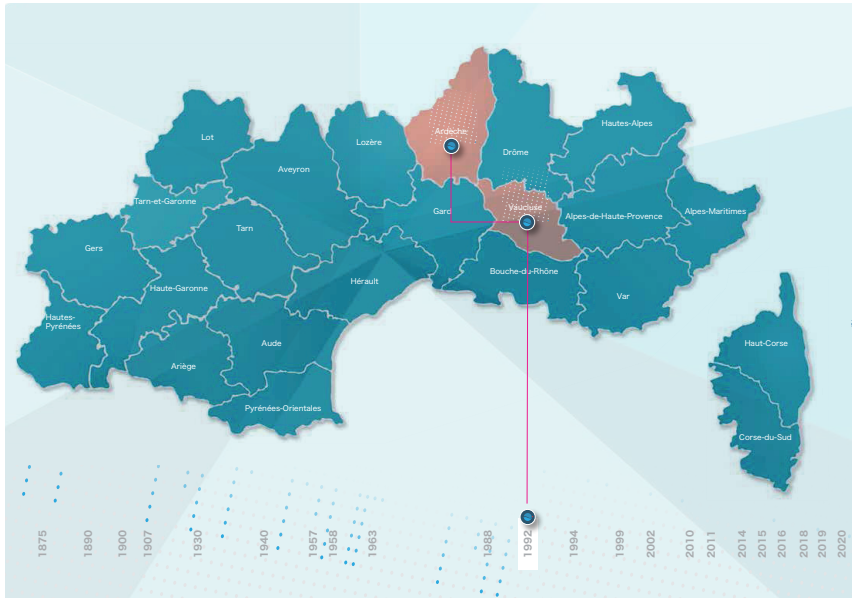 Ardèche
Hautes-Alpes
Lot
Lozère
Drôme
Aveyron
Tarn-et-Garonne
Gard
Vaucluse
Alpes-de-Haute-Provence
Alpes-Maritimes
Gers
Tarn
Hérault
Bouche-du-Rhône
Haute-Garonne
Var
Hautes-
Pyrénées
Aude
Haut-Corse
Ariège
Pyrénées-Orientales
Corse-du-Sud
1875
1890
1900
1907
1930
1940
1957
1958
1963
1988
1992
1994
1999
2002
2010
2011
2014
2015
2016
2018
2019
2020